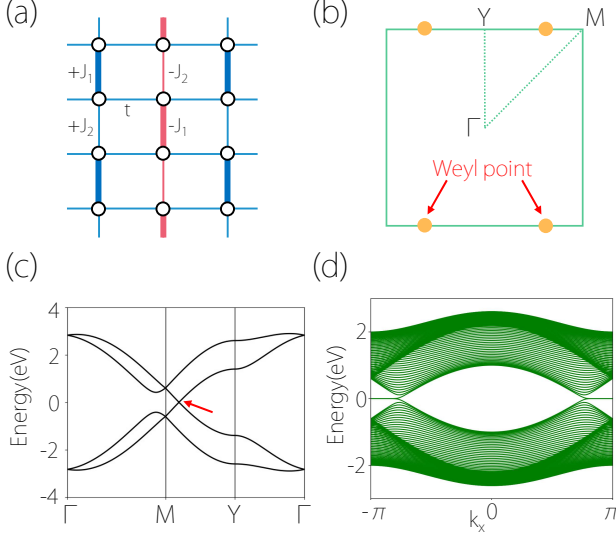 (a)
+J₁
-J₂
t
+J₂
-J₁
(b)
Y
M
Γ
Weyl point
(c)
4
2
0
-2
-4
Energy(eV)
Γ
M
Y
Γ
(d)
2
0
-2
Energy(eV)
-π
0
π
kₓ